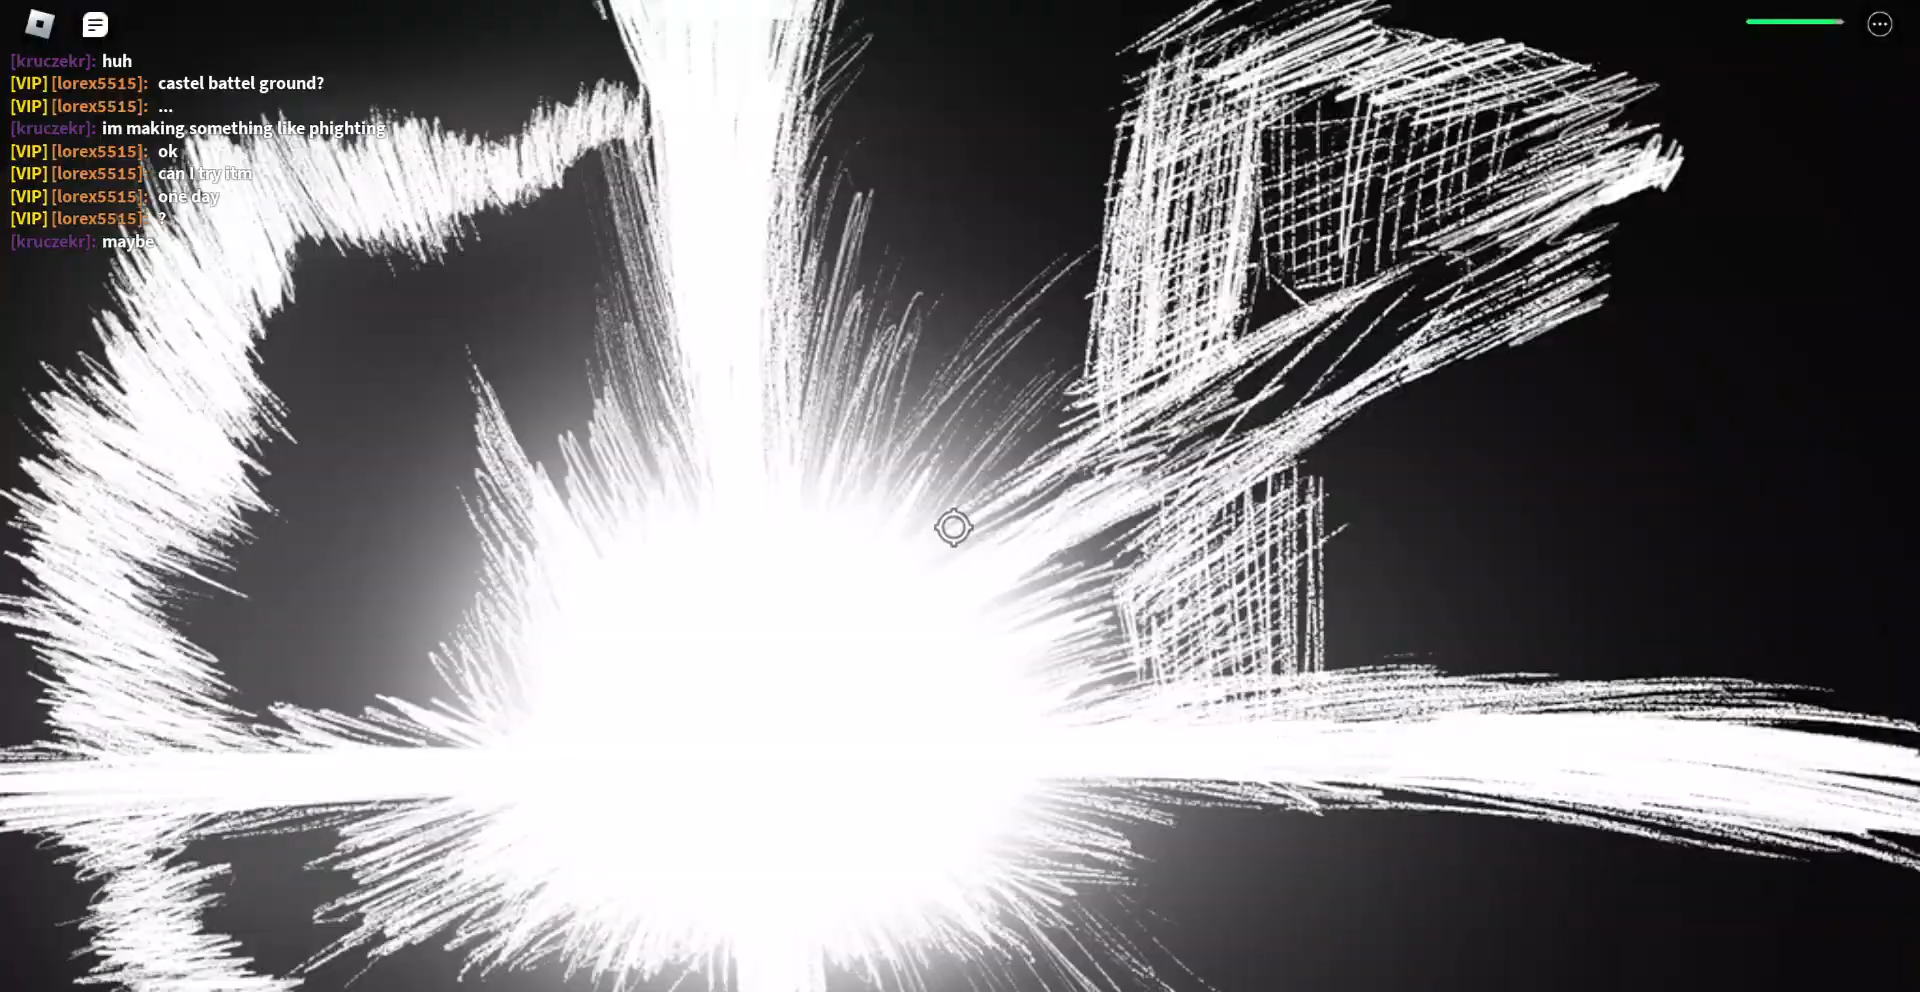 [kruczekr]: huh
[VIP] [lorex5515]: castel battel ground?
[VIP] [lorex5515]: ...
[kruczekr]: im making something like phighting
[VIP] [lorex5515]: ok
[VIP] [lorex5515]: can I try itm
[VIP] [lorex5515]: one day
[VIP] [lorex5515]: ?
[kruczekr]: maybe